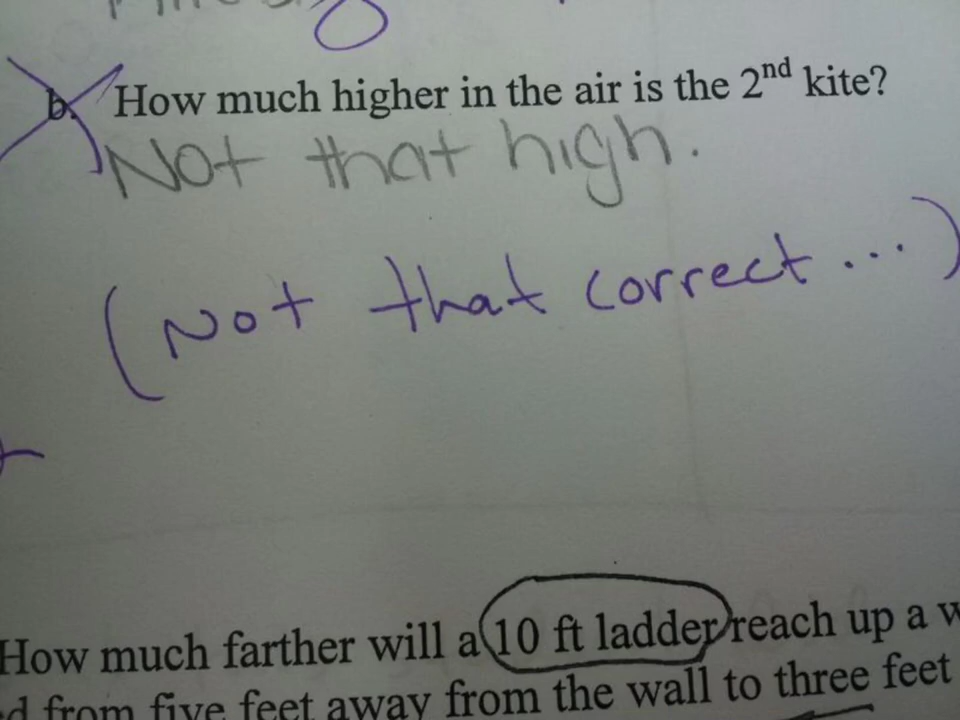 b. How much higher in the air is the 2nd kite?
Not that high.
(Not that correct...)
How much farther will a 10 ft ladder reach up a
from five feet away from the wall to three feet